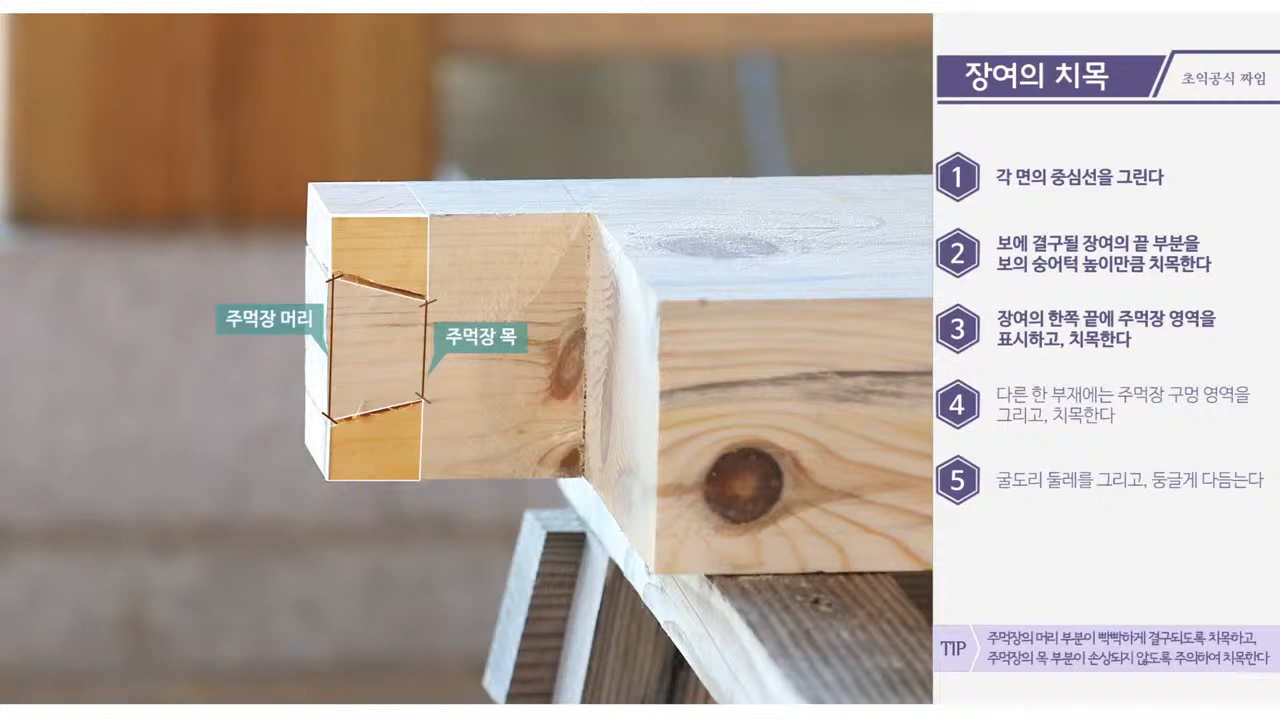 장여의 치목
초익공식 짜임
1 각 면의 중심선을 그린다
2 보에 결구될 장여의 끝 부분을
보의 숭어턱 높이만큼 치목한다
3 장여의 한쪽 끝에 주먹장 영역을
표시하고, 치목한다
4 다른 한 부재에는 주먹장 구멍 영역을
그리고, 치목한다
5 굴도리 둘레를 그리고, 둥글게 다듬는다
주먹장 머리
주먹장 목
TIP 주먹장의 머리 부분이 빡빡하게 결구되도록 치목하고,
주먹장의 목 부분이 손상되지 않도록 주의하여 치목한다